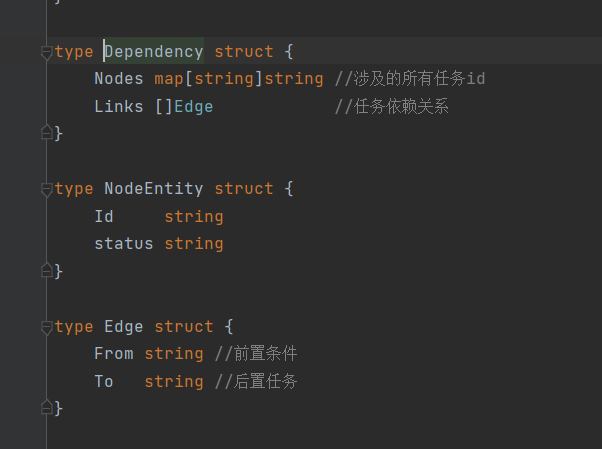 }
type Dependency struct {
Nodes map[string]string //涉及的所有任务id
Links []Edge //任务依赖关系
}
type NodeEntity struct {
Id string
status string
}
type Edge struct {
From string //前置条件
To string //后置任务
}